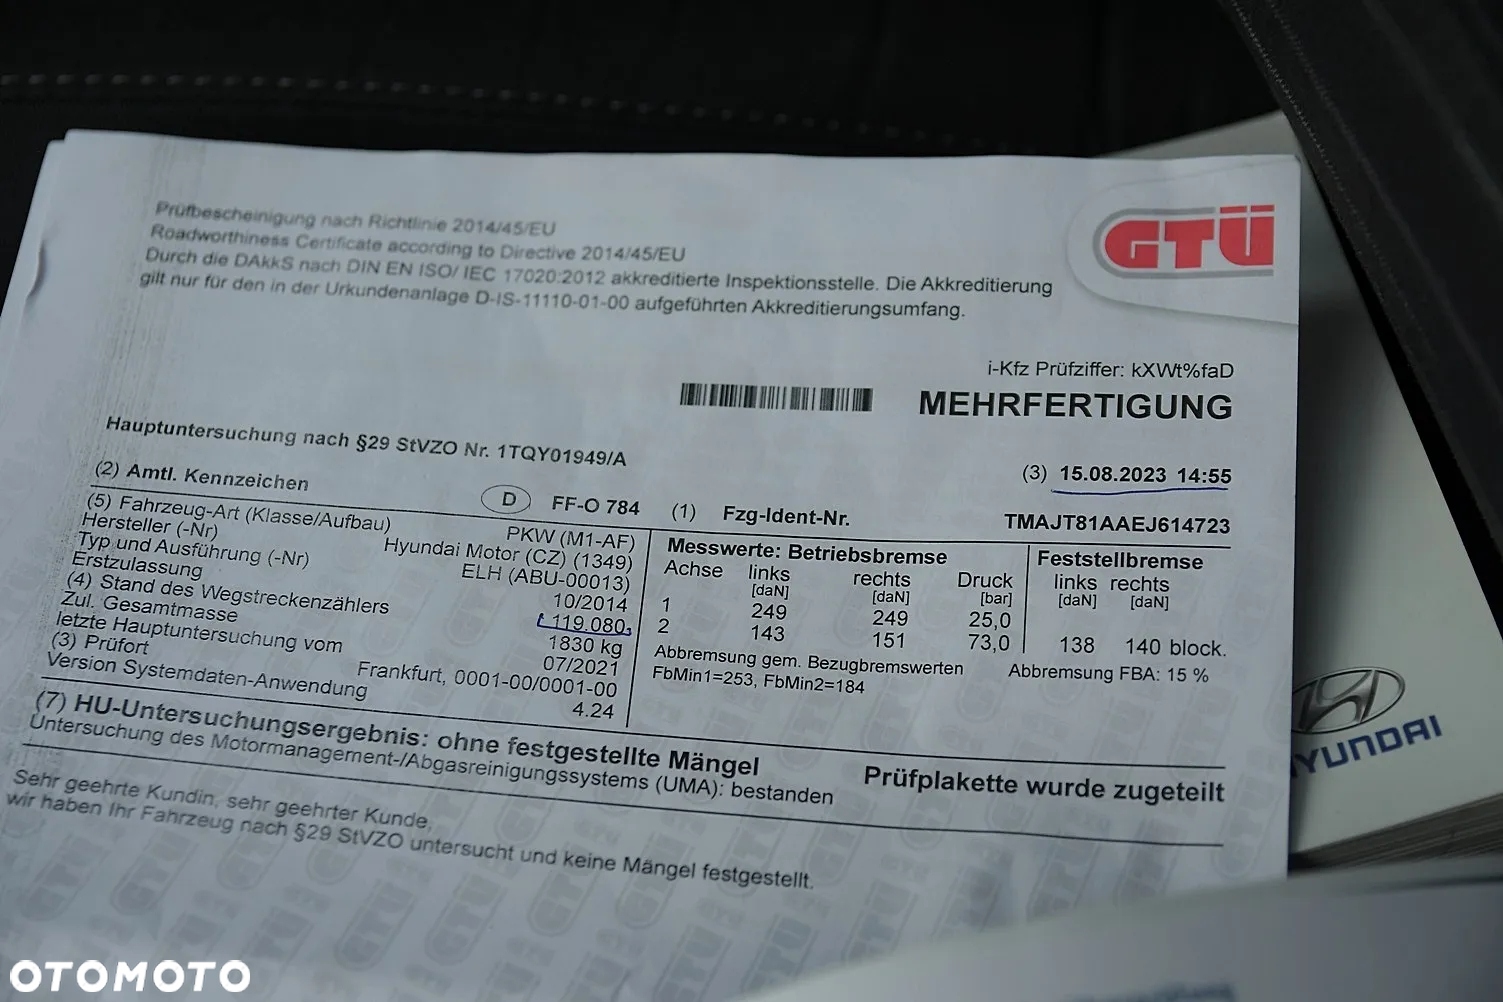 Prüfbescheinigung nach Richtlinie 2014/45/EU
Roadworthiness Certificate according to Directive 2014/45/EU
Durch die DAkkS nach DIN EN ISO/ IEC 17020:2012 akkreditierte Inspektionsstelle. Die Akkreditierung
gilt nur für den in der Urkundenanlage D-IS-11110-01-00 aufgeführten Akkreditierungsumfang.
GTÜ
i-Kfz Prüfziffer: kXWt%faD
MEHRFERTIGUNG
Hauptuntersuchung nach §29 StVZO Nr. 1TQY01949/A
(3) 15.08.2023 14:55
(2) Amtl. Kennzeichen D FF-O 784 (1) Fzg-Ident-Nr. TMAJT81AAEJ614723
(5) Fahrzeug-Art (Klasse/Aufbau) PKW (M1-AF)
Hersteller (-Nr) Hyundai Motor (CZ) (1349)
Typ und Ausführung (-Nr) ELH (ABU-00013)
Erstzulassung 10/2014
(4) Stand des Wegstreckenzählers 119.080
Zul. Gesamtmasse 1830 kg
letzte Hauptuntersuchung vom 07/2021
(3) Prüfort Frankfurt, 0001-00/0001-00
Version Systemdaten-Anwendung 4.24
Messwerte: Betriebsbremse Feststellbremse
Achse links rechts Druck links rechts
[daN] [daN] [bar] [daN] [daN]
1 249 249 25,0
2 143 151 73,0 138 140 block.
Abbremsung gem. Bezugbremswerten Abbremsung FBA: 15 %
FbMin1=253, FbMin2=184
(7) HU-Untersuchungsergebnis: ohne festgestellte Mängel
Untersuchung des Motormanagement-/Abgasreinigungssystems (UMA): bestanden
Prüfplakette wurde zugeteilt
Sehr geehrte Kundin, sehr geehrter Kunde,
wir haben Ihr Fahrzeug nach §29 StVZO untersucht und keine Mängel festgestellt.
HYUNDAI
OTOMOTO